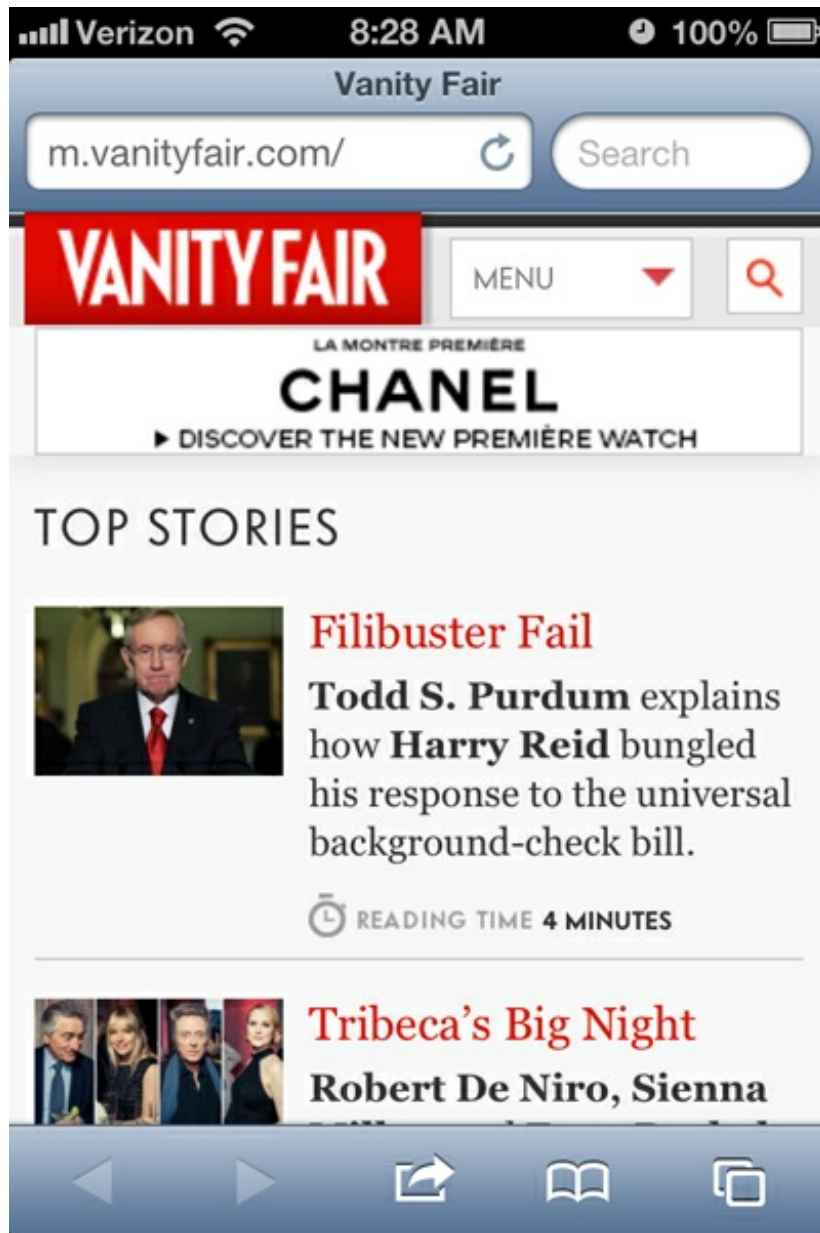 Verizon 8:28 AM 100%
Vanity Fair
m.vanityfair.com/ Search
VANITY FAIR MENU
LA MONTRE PREMIÈRE
CHANEL
DISCOVER THE NEW PREMIÈRE WATCH
TOP STORIES
Filibuster Fail
Todd S. Purdum explains
how Harry Reid bungled
his response to the universal
background-check bill.
READING TIME 4 MINUTES
Tribeca's Big Night
Robert De Niro, Sienna